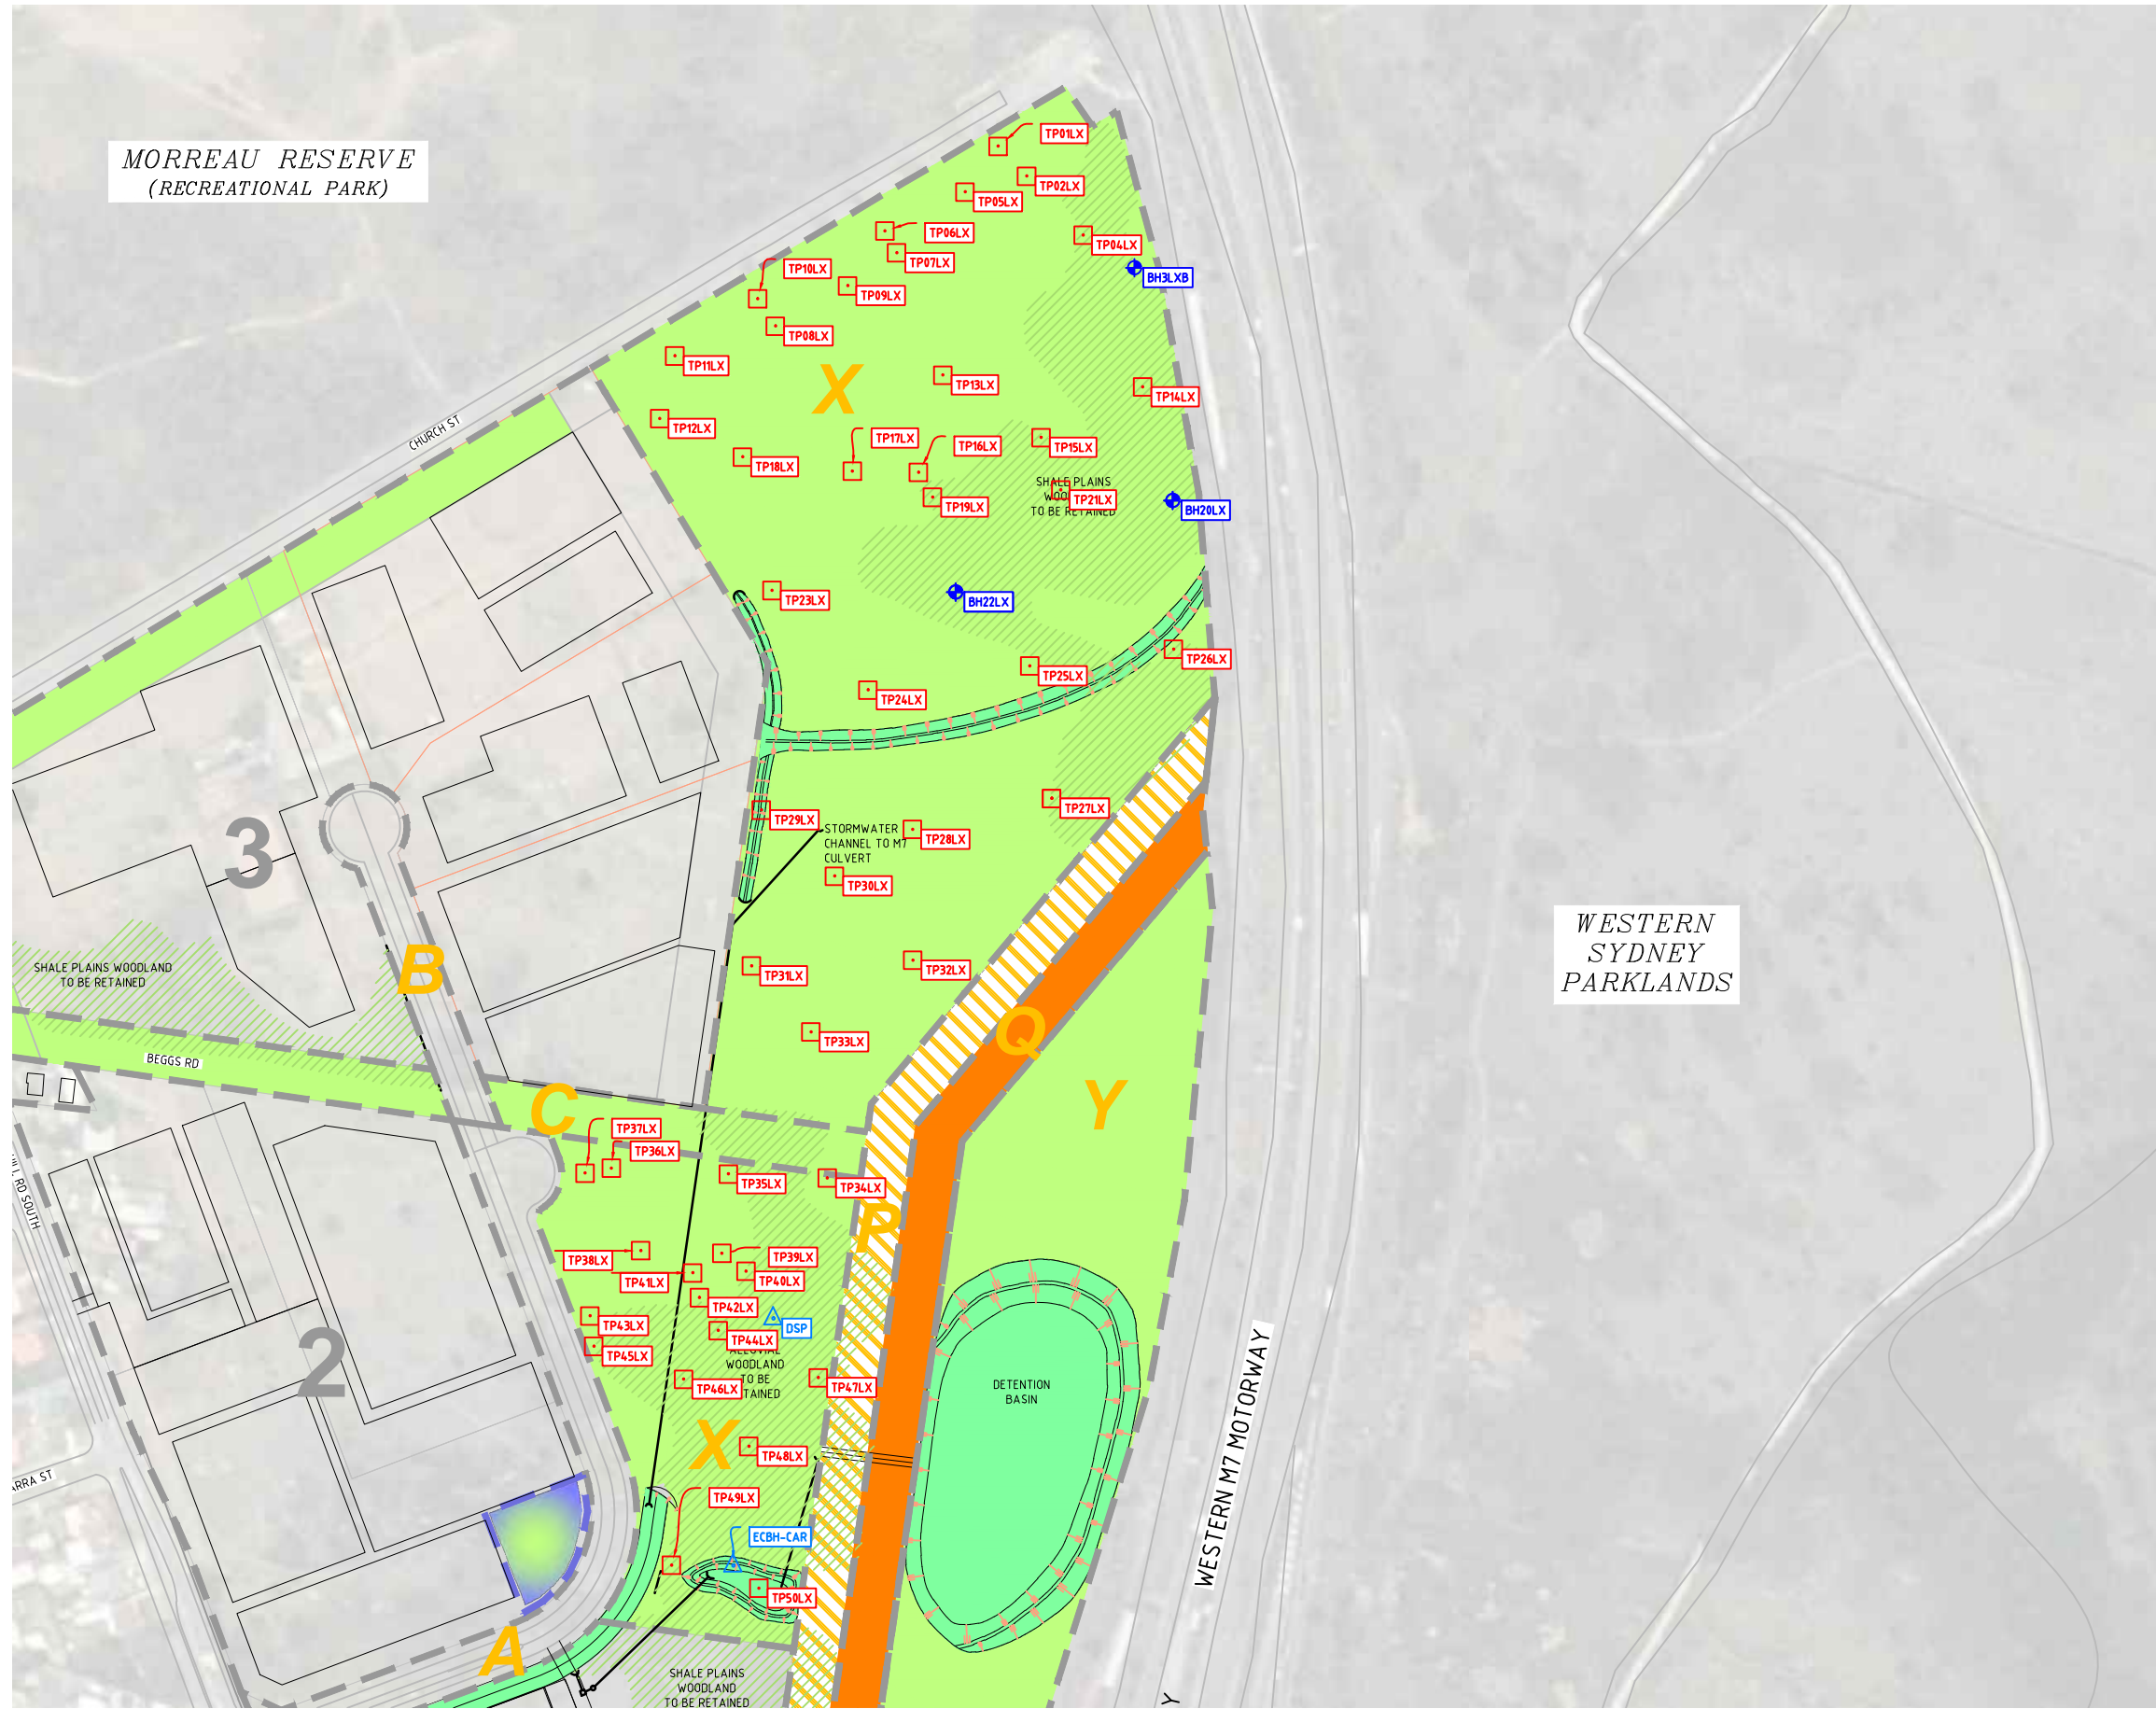 TP01LX
MORREAU RESERVE
(RECREATIONAL PARK)
TP02LX
TP05LX
TP06LX
TP04LX
TP07LX
TP10LX
BH3LXB
TP09LX
TP08LX
TP11LX
X
TP13LX
TP14LX
CHURCH ST
TP12LX
TP17LX
TP16LX
TP15LX
TP18LX
SHALE PLAINS
TP21LX
TO BE RETAINED
TP19LX
BH20LX
TP23LX
BH22LX
TP26LX
TP25LX
TP24LX
TP27LX
TP29LX
STORMWATER
CHANNEL TO M7
CULVERT
TP28LX
3
TP30LX
WESTERN
SYDNEY
PARKLANDS
SHALE PLAINS WOODLAND
TO BE RETAINED
B
TP31LX
TP32LX
Q
TP33LX
BEGGS RD
C
Y
TP37LX
TP36LX
TP35LX
TP34LX
RD SOUTH
P
TP38LX
TP39LX
TP41LX
TP40LX
TP42LX
TP43LX
DSP
TP44LX
TP45LX
WOODLAND
TO BE
2
TP46LX
TP47LX
DETENTION
BASIN
WESTERN M7 MOTORWAY
X
TP48LX
ARRA ST
TP49LX
ECBH-CAR
TP50LX
A
SHALE PLAINS
WOODLAND
TO BE RETAINED
Y